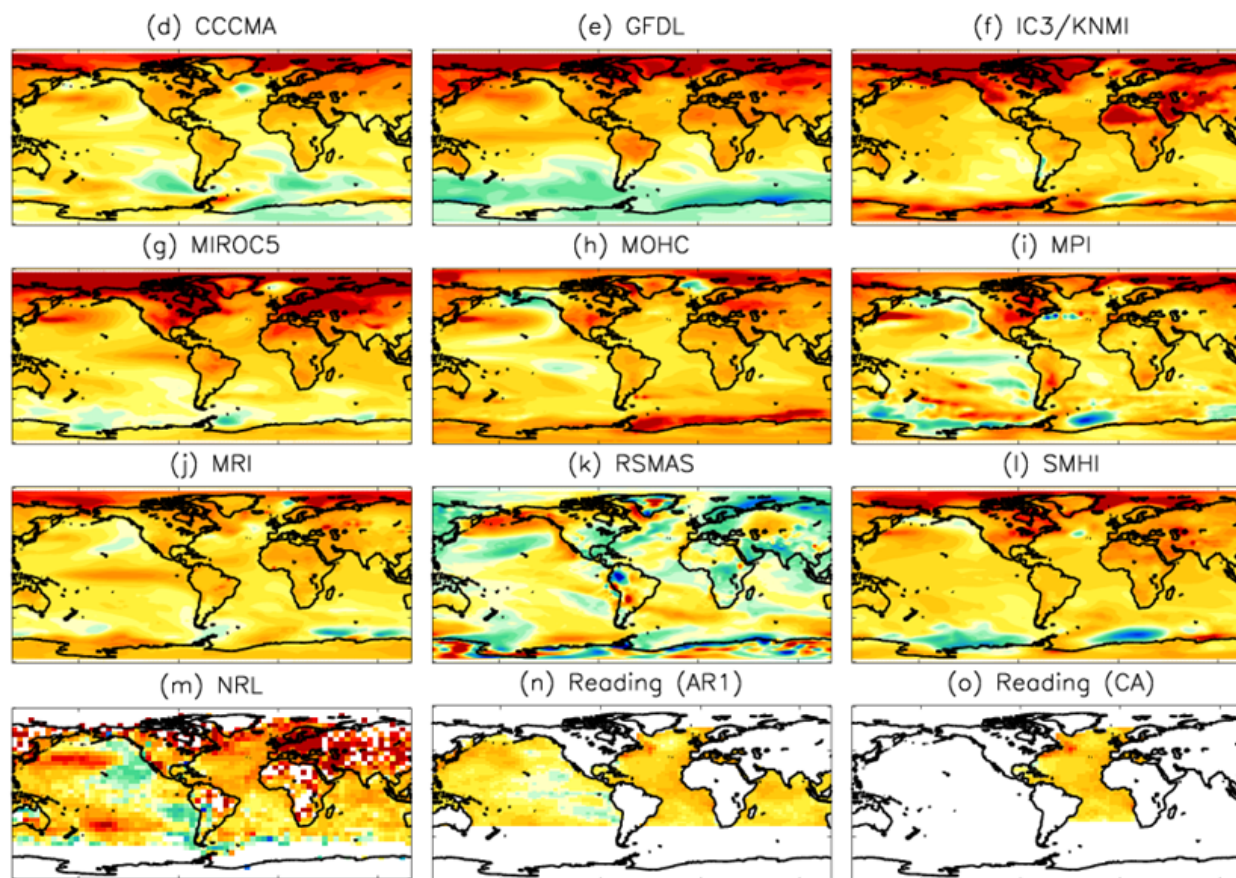 (d) CCCMA
(e) GFDL
(f) IC3/KNMI
(g) MIROC5
(h) MOHC
(i) MPI
(j) MRI
(k) RSMAS
(l) SMHI
(m) NRL
(n) Reading (AR1)
(o) Reading (CA)